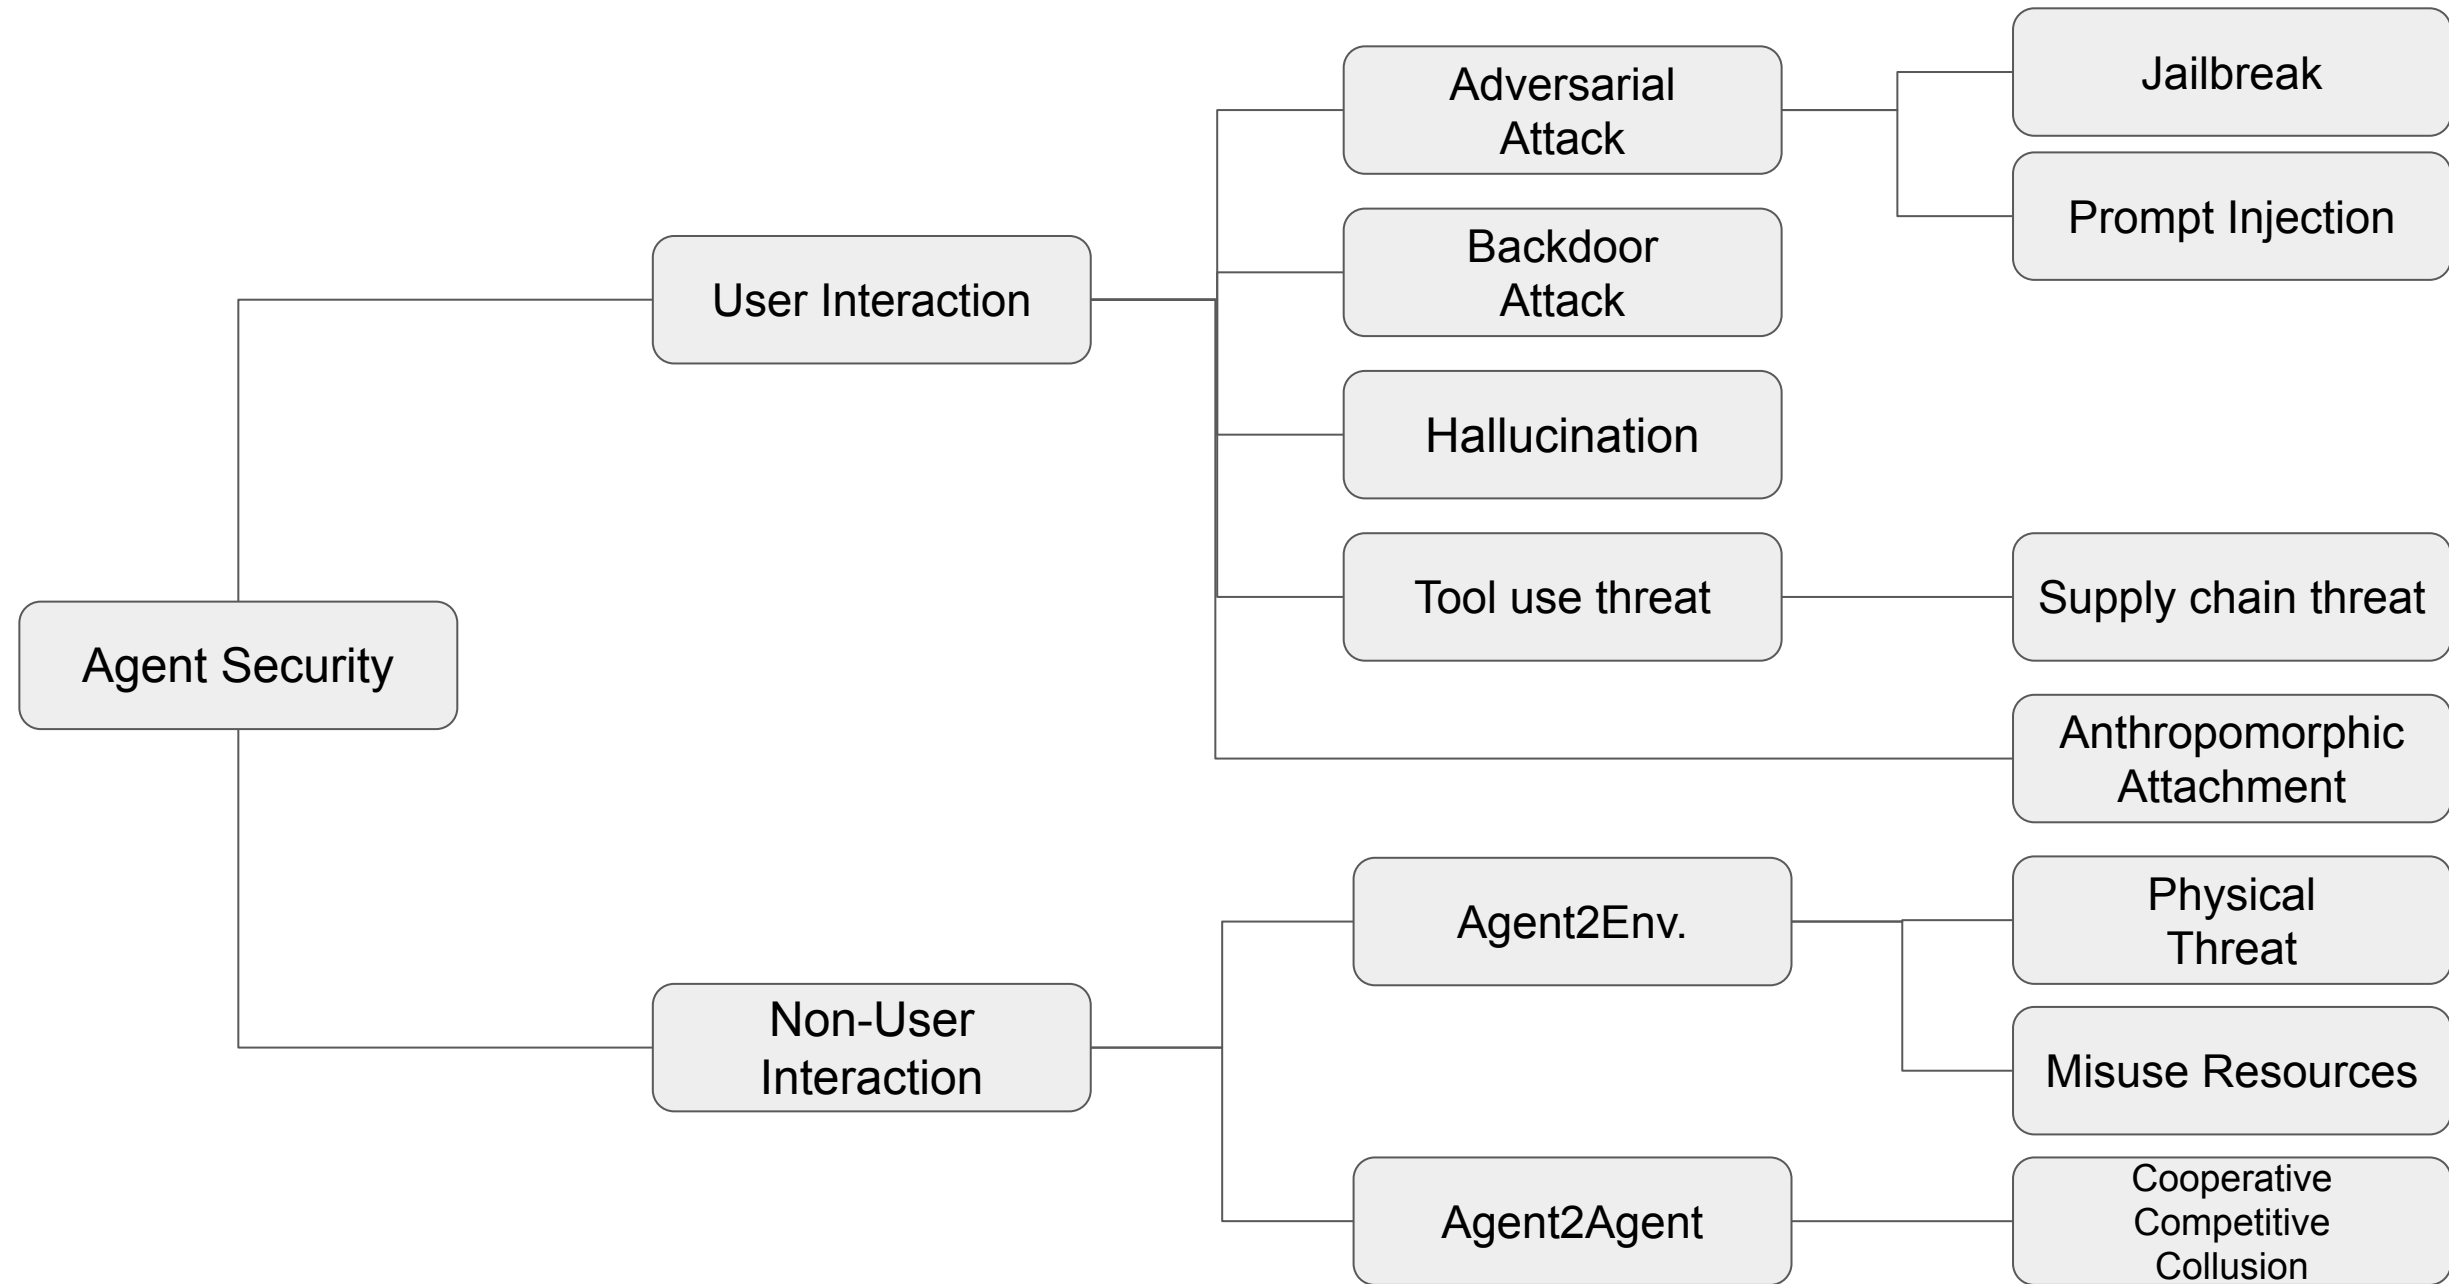 Adversarial
Attack
Jailbreak
Prompt Injection
User Interaction
Backdoor
Attack
Hallucination
Tool use threat
Supply chain threat
Agent Security
Anthropomorphic
Attachment
Non-User
Interaction
Agent2Env.
Physical
Threat
Misuse Resources
Agent2Agent
Cooperative
Competitive
Collusion